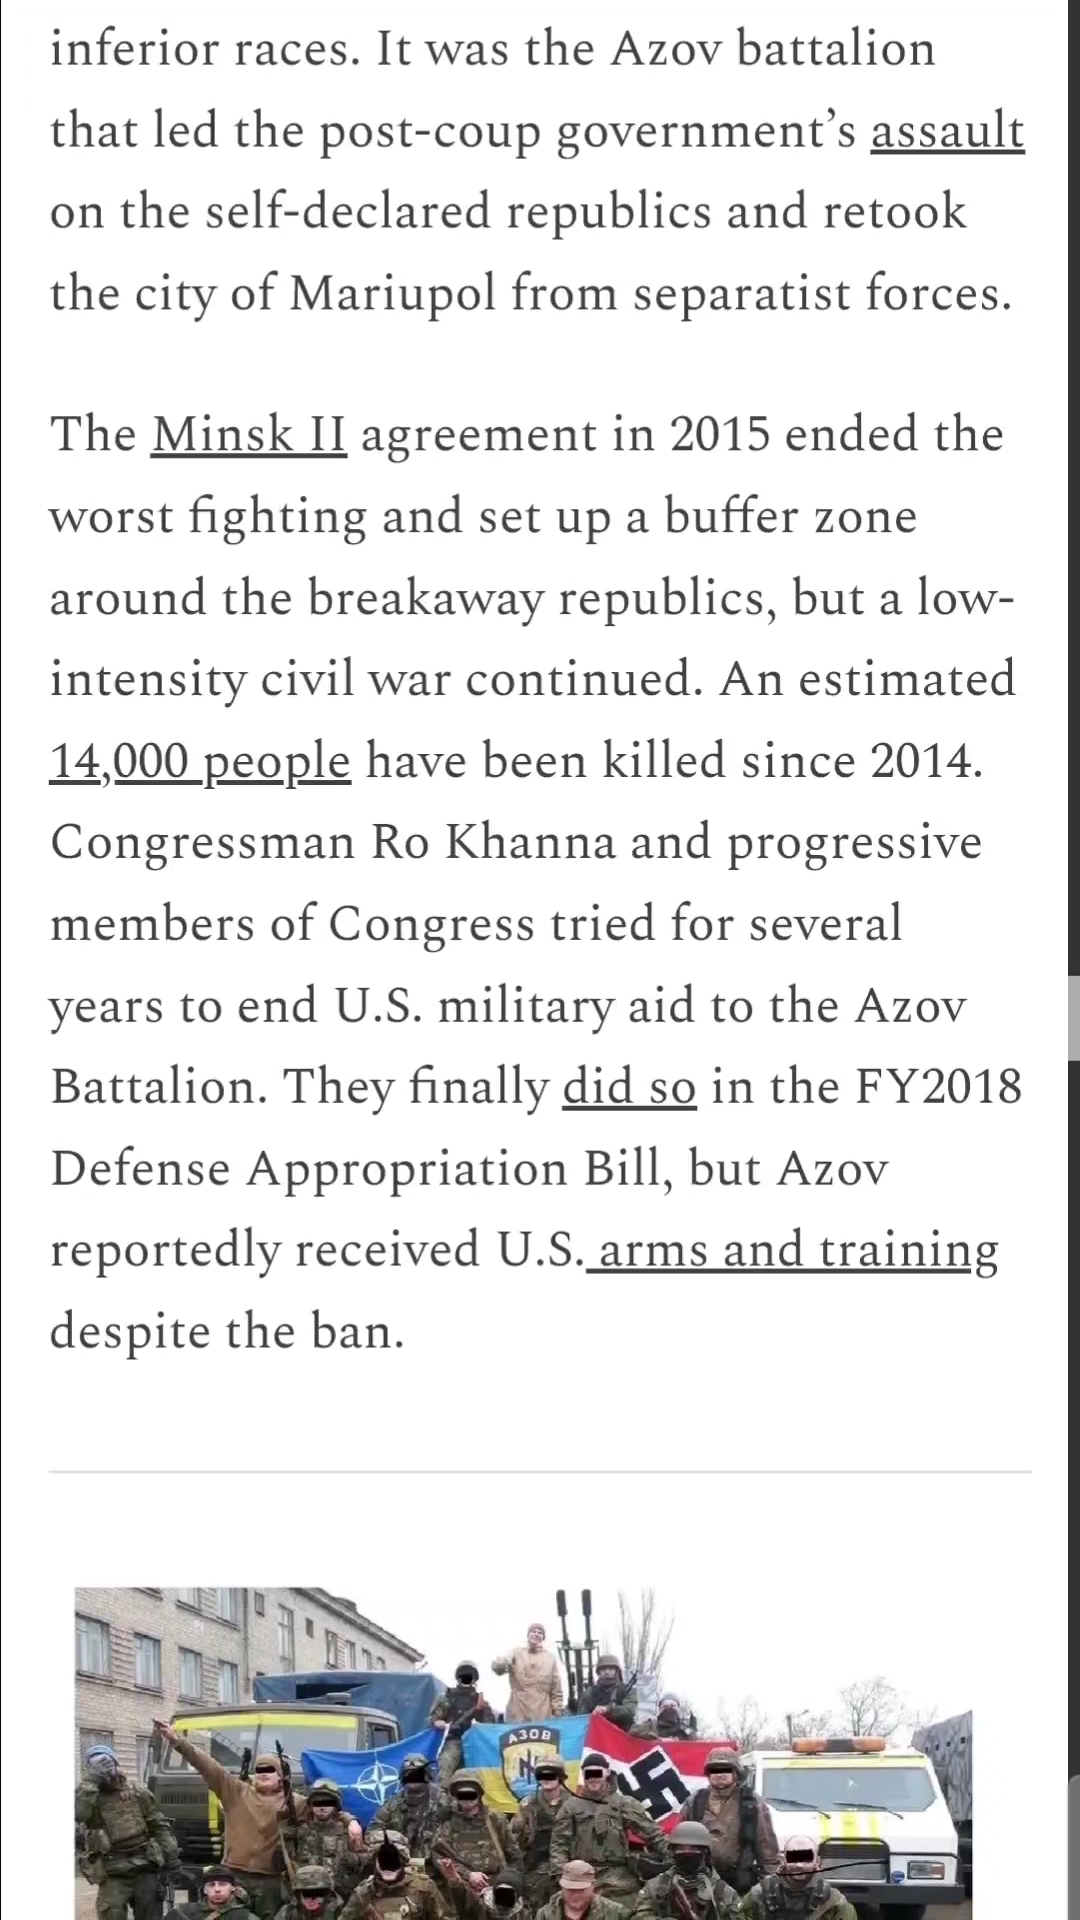 inferior races. It was the Azov battalion
that led the post-coup government’s assault
on the self-declared republics and retook
the city of Mariupol from separatist forces.
The Minsk II agreement in 2015 ended the
worst fighting and set up a buffer zone
around the breakaway republics, but a low-
intensity civil war continued. An estimated
14,000 people have been killed since 2014.
Congressman Ro Khanna and progressive
members of Congress tried for several
years to end U.S. military aid to the Azov
Battalion. They finally did so in the FY2018
Defense Appropriation Bill, but Azov
reportedly received U.S. arms and training
despite the ban.
АЗОВ